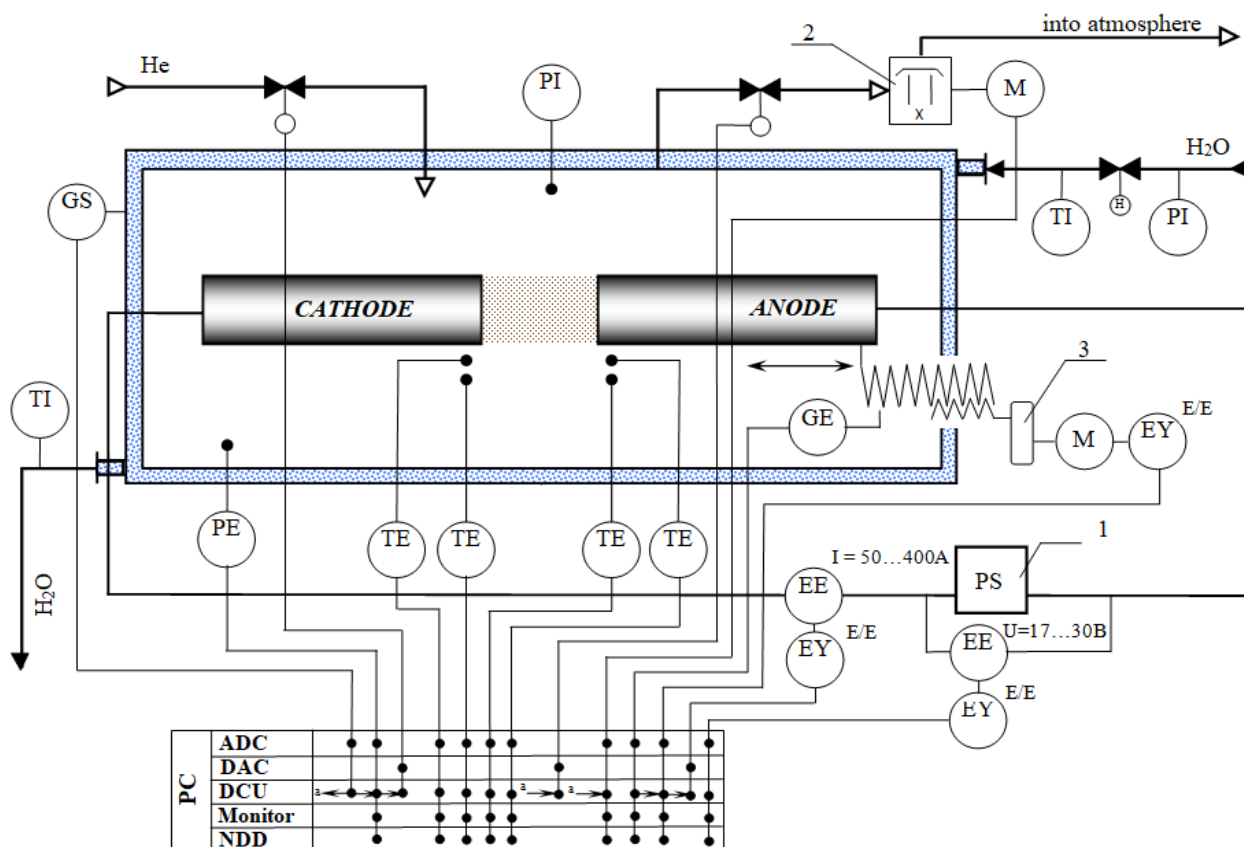 into atmosphere
2
He
PI
M
H₂O
GS
TI
H
PI
CATHODE
ANODE
3
TI
GE
M
EY
E/E
PE
TE
TE
TE
TE
1
I = 50...400A
PS
EE
H₂O
E/E
EE
U=17...30B
EY
E/E
EY
PC
ADC
DAC
DCU
a
a
a
Monitor
NDD